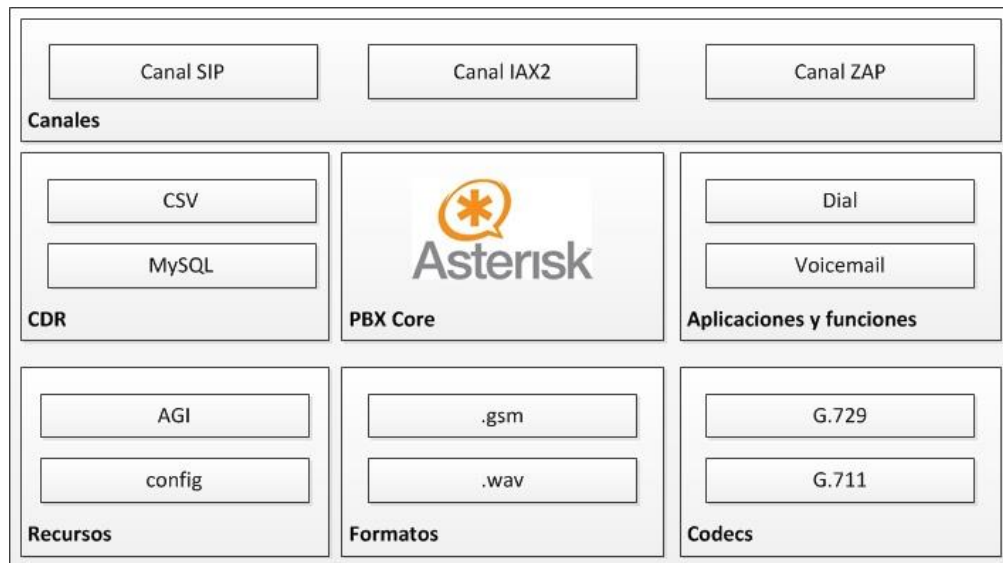 Canal SIP
Canal IAX2
Canal ZAP
Canales
CSV
MySQL
CDR
Asterisk
PBX Core
Dial
Voicemail
Aplicaciones y funciones
AGI
config
Recursos
.gsm
.wav
Formatos
G.729
G.711
Codecs